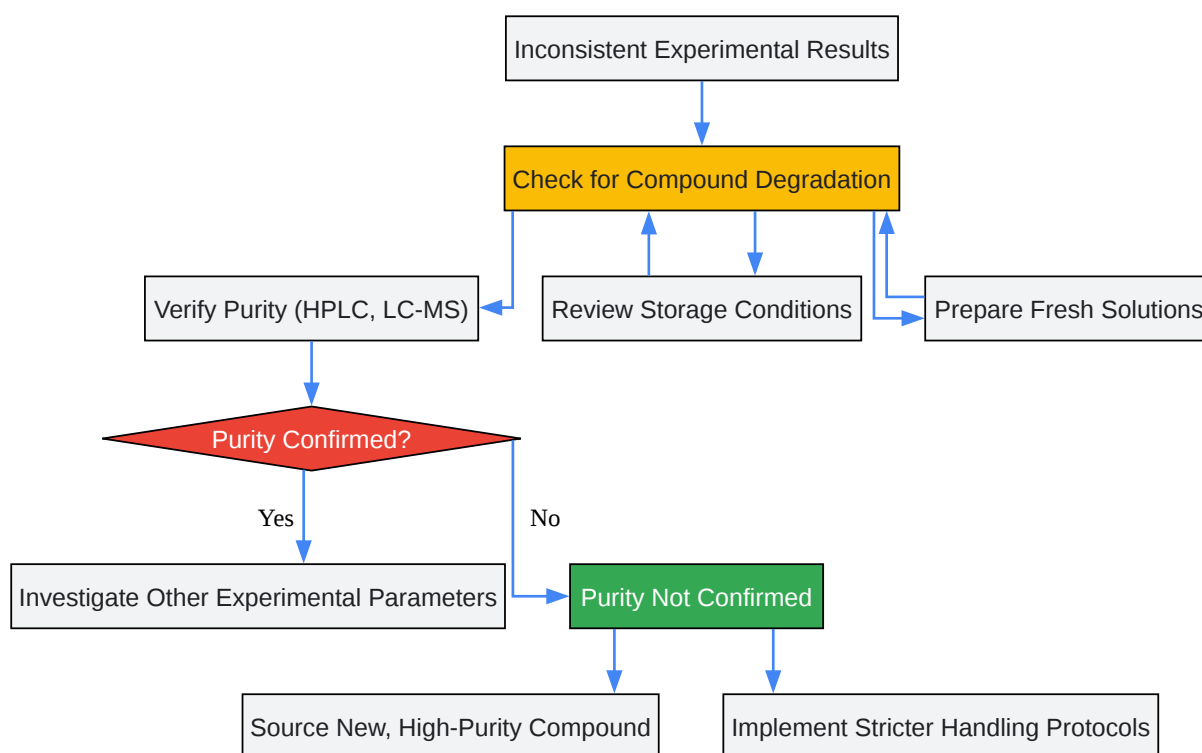 Inconsistent Experimental Results
Check for Compound Degradation
Verify Purity (HPLC, LC-MS)
Review Storage Conditions
Prepare Fresh Solutions
Purity Confirmed?
Yes
No
Investigate Other Experimental Parameters
Purity Not Confirmed
Source New, High-Purity Compound
Implement Stricter Handling Protocols